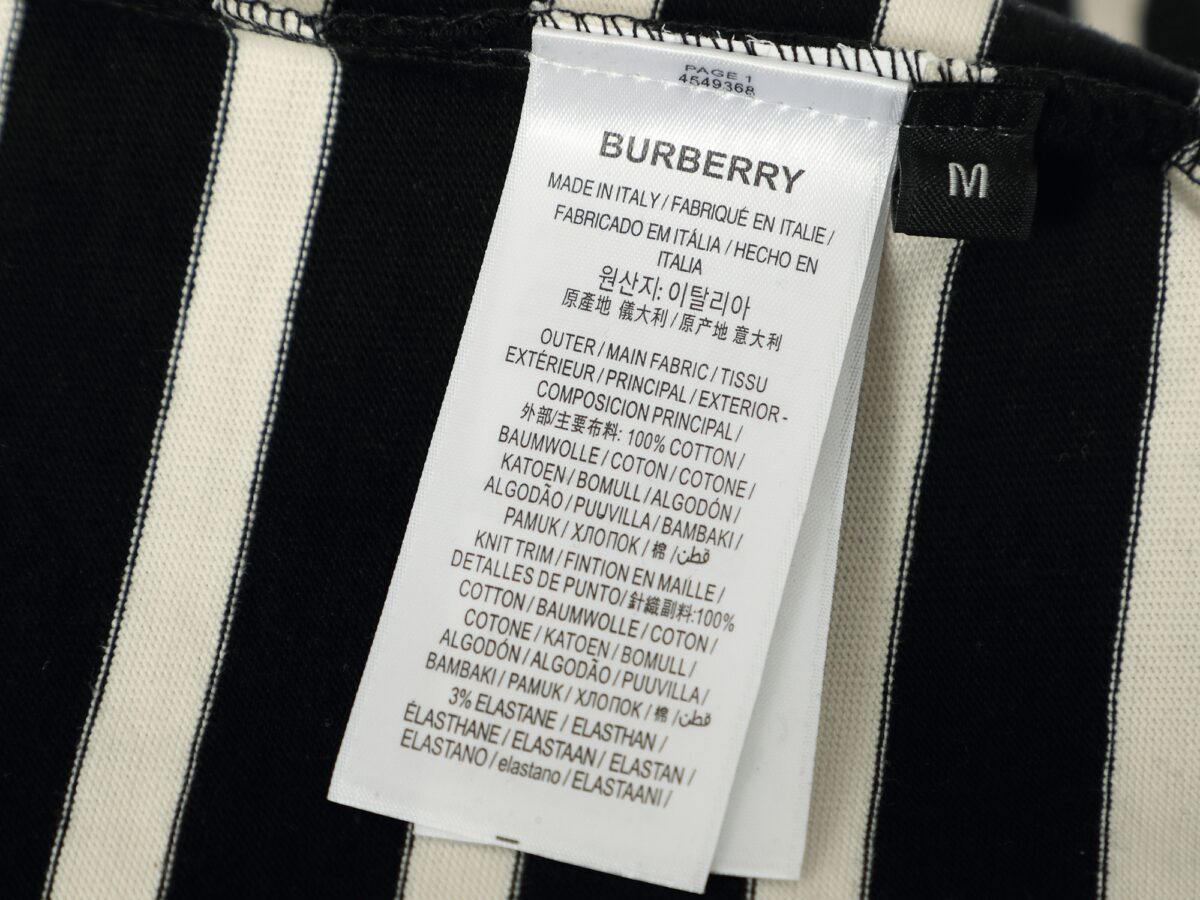 PAGE 1
4549368
BURBERRY
M
MADE IN ITALY / FABRIQUÉ EN ITALIE /
FABRICADO EM ITÁLIA / HECHO EN
ITALIA
원산지: 이탈리아
原產地 儀大利 / 原产地 意大利
OUTER / MAIN FABRIC / TISSU
EXTÉRIEUR / PRINCIPAL / EXTERIOR -
COMPOSICION PRINCIPAL /
外部/主要布料: 100% COTTON /
BAUMWOLLE / COTON / COTONE /
KATOEN / BOMULL / ALGODÓN /
ALGODÃO / PUUVILLA / BAMBAKI /
PAMUK / ХЛОПОК / 棉 / قطن
KNIT TRIM / FINTION EN MAÍLLE /
DETALLES DE PUNTO/ 針織副料:100%
COTTON / BAUMWOLLE / COTON /
COTONE / KATOEN / BOMULL /
ALGODÓN / ALGODÃO / PUUVILLA /
BAMBAKI / PAMUK / ХЛОПОК / 棉 / قطن
3% ELASTANE / ELASTHAN /
ÉLASTHANE / ELASTAAN / ELASTAN /
ELASTANO / elastano / ELASTAANI /